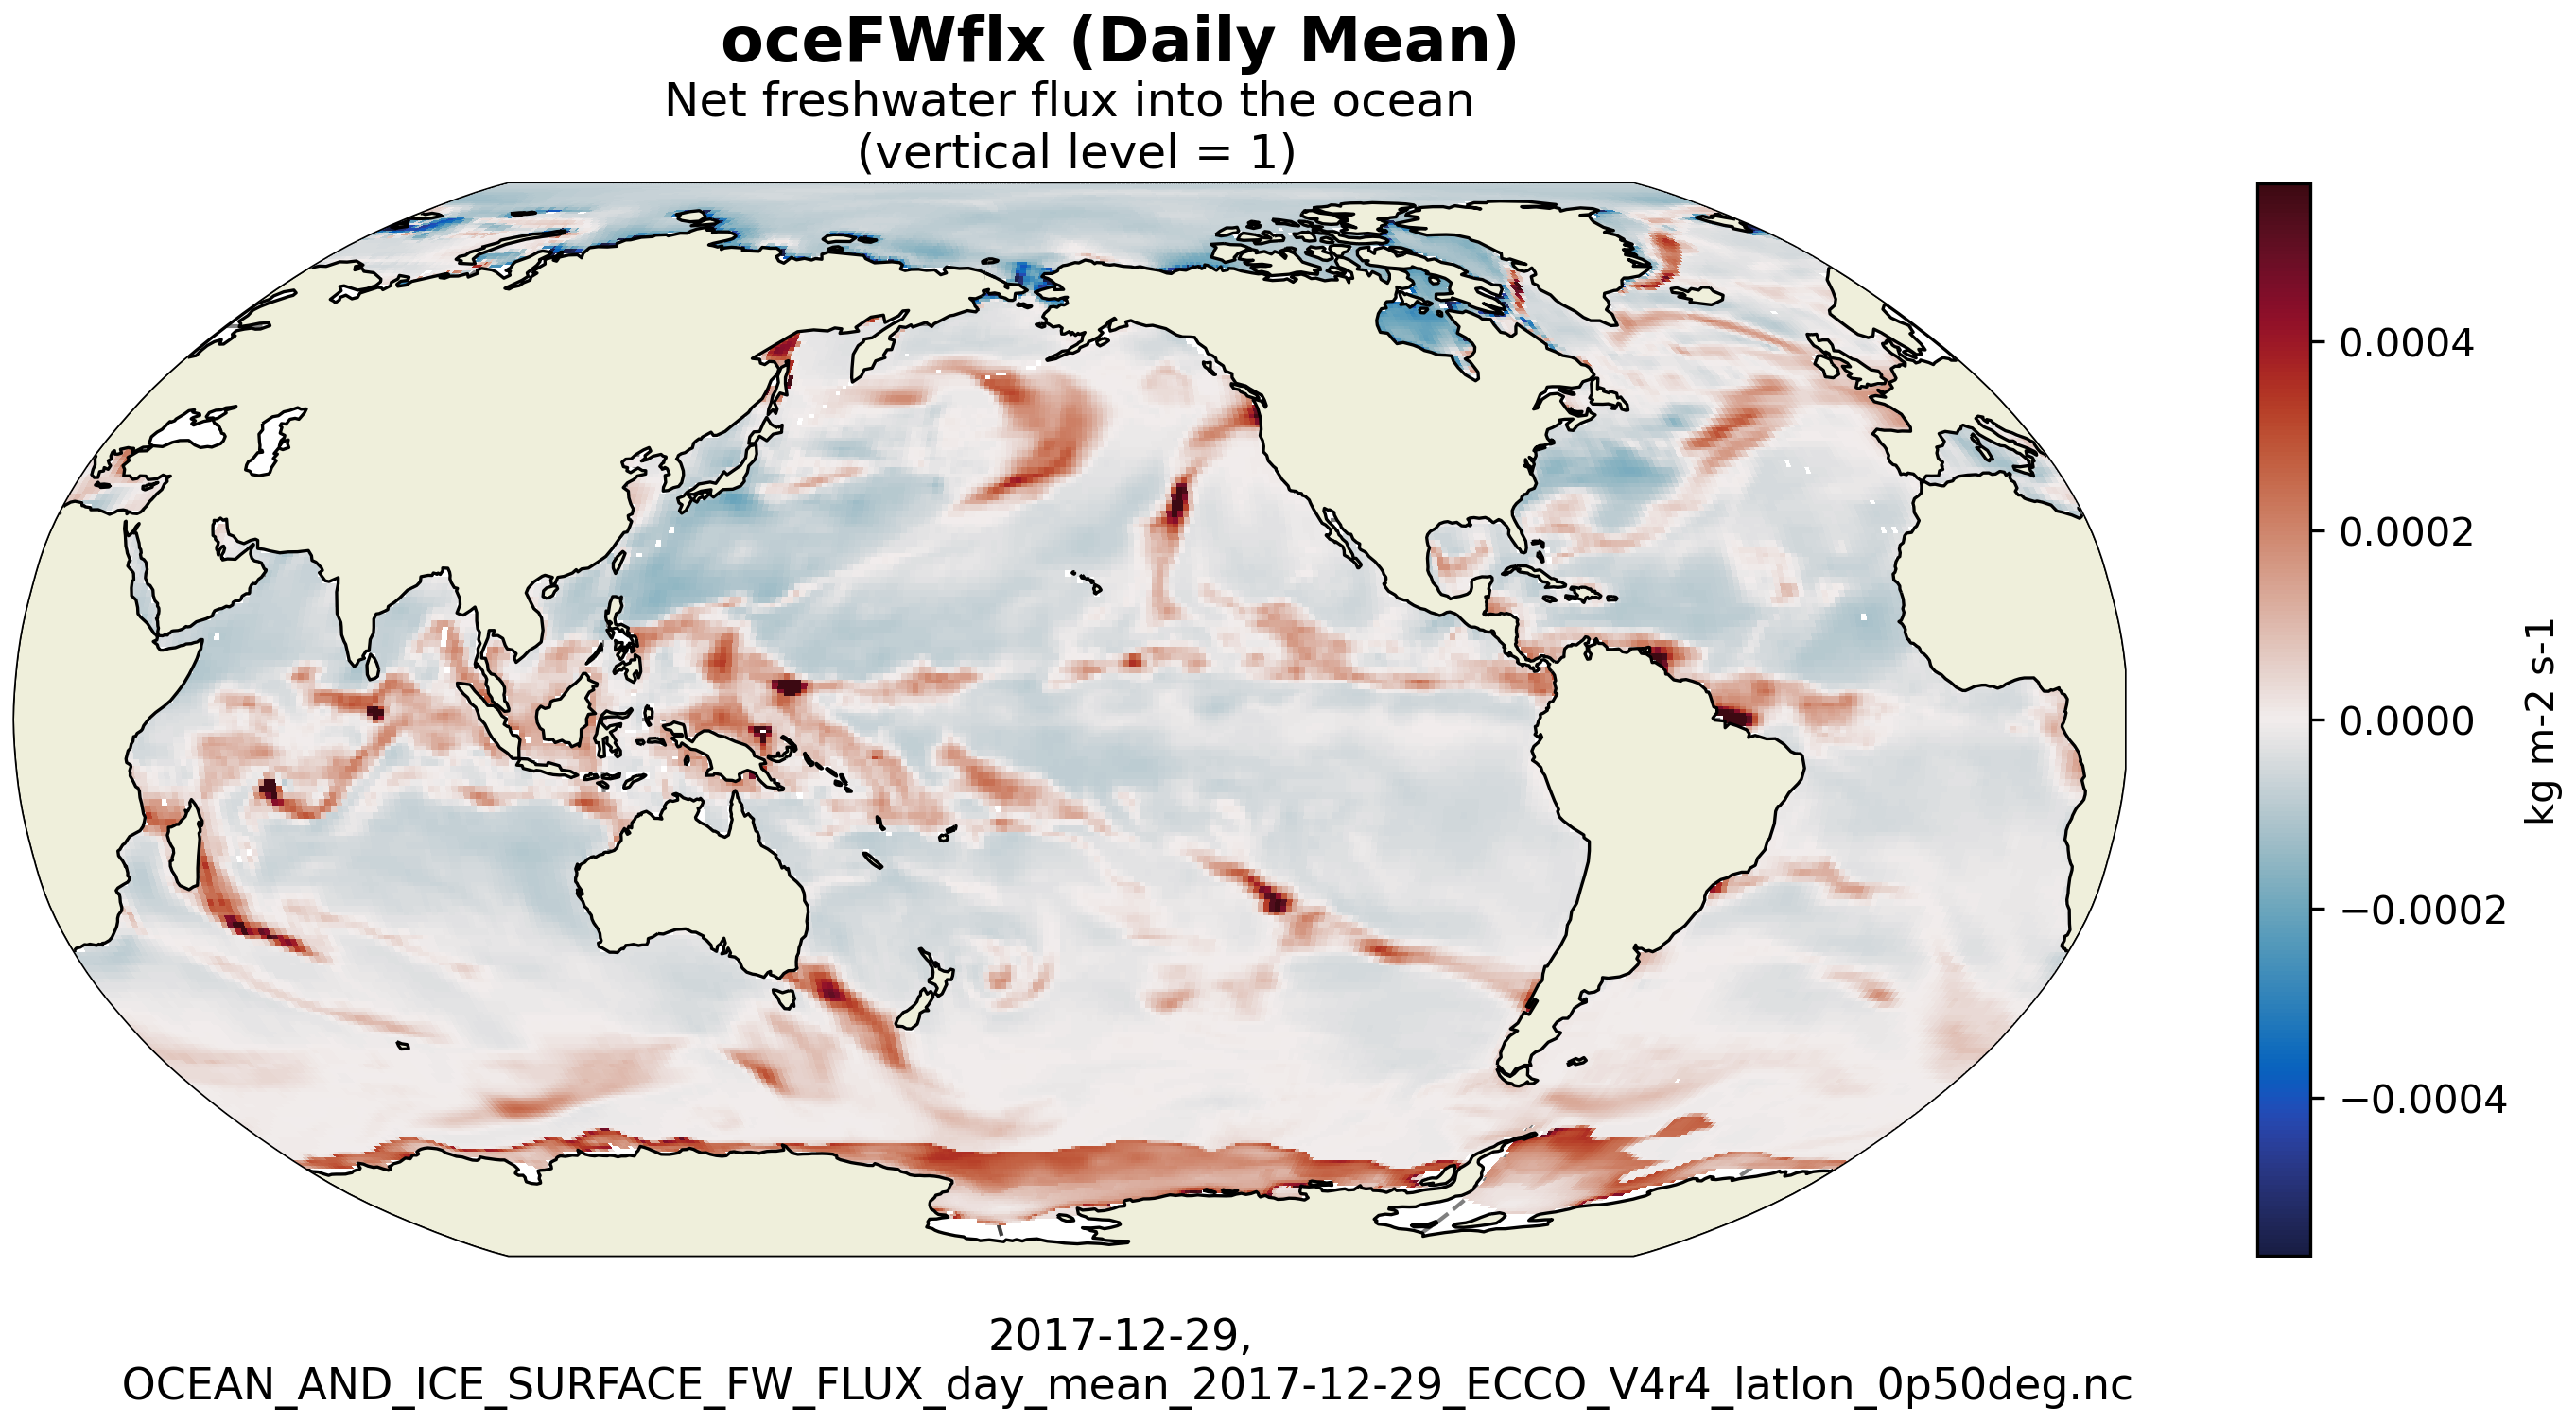 oceFWflx (Daily Mean)
Net freshwater flux into the ocean
(vertical level = 1)
0.0004
0.0002
0.0000
−0.0002
−0.0004
kg m-2 s-1
2017-12-29,
OCEAN_AND_ICE_SURFACE_FW_FLUX_day_mean_2017-12-29_ECCO_V4r4_latlon_0p50deg.nc